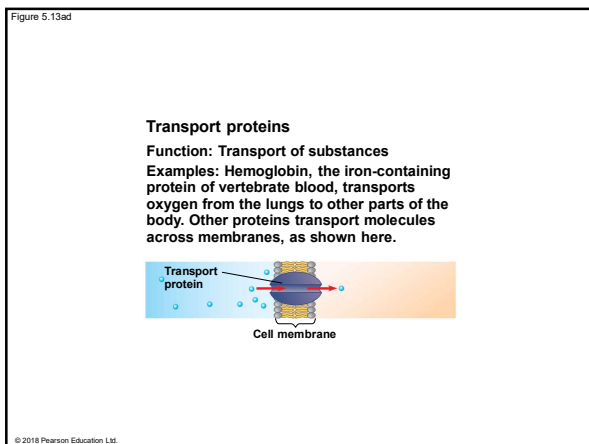 Figure 5.13ad
Transport proteins
Function: Transport of substances
Examples: Hemoglobin, the iron-containing
protein of vertebrate blood, transports
oxygen from the lungs to other parts of the
body. Other proteins transport molecules
across membranes, as shown here.
Transport
protein
Cell membrane
© 2018 Pearson Education Ltd.